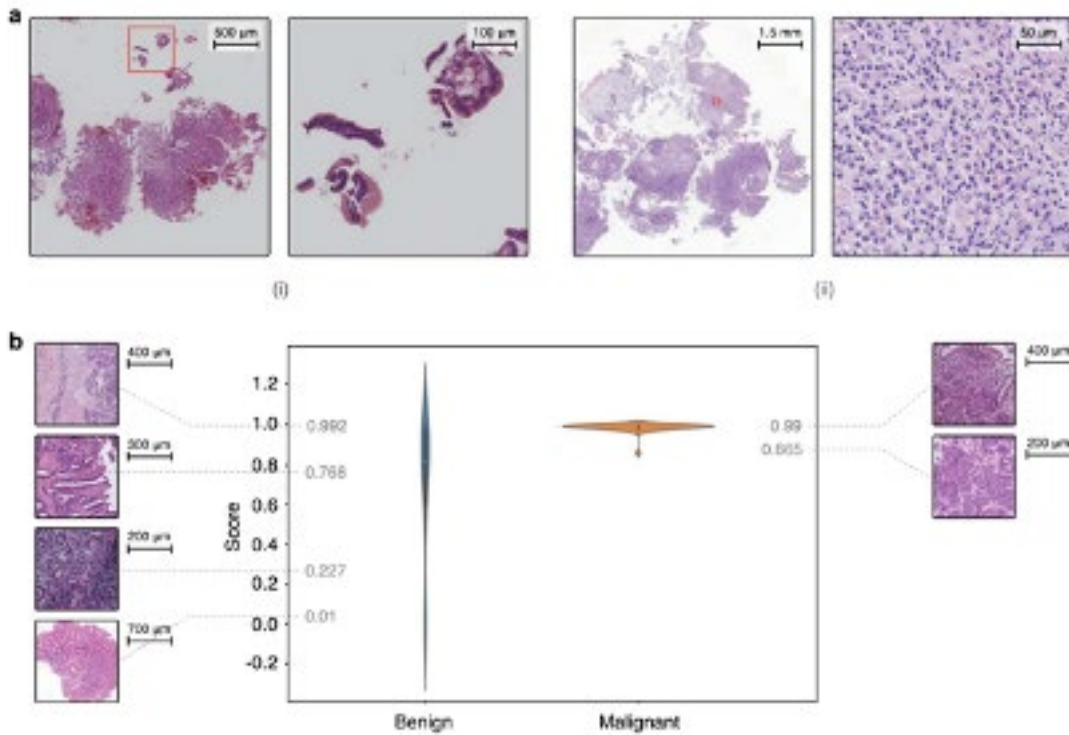 a
500 µm
100 µm
1.5 mm
50 µm
(i)
(ii)
b
400 µm
300 µm
200 µm
700 µm
Score
1.2
1.0
0.8
0.6
0.4
0.2
0.0
-0.2
0.992
0.768
0.227
0.01
0.99
0.865
400 µm
200 µm
Benign
Malignant